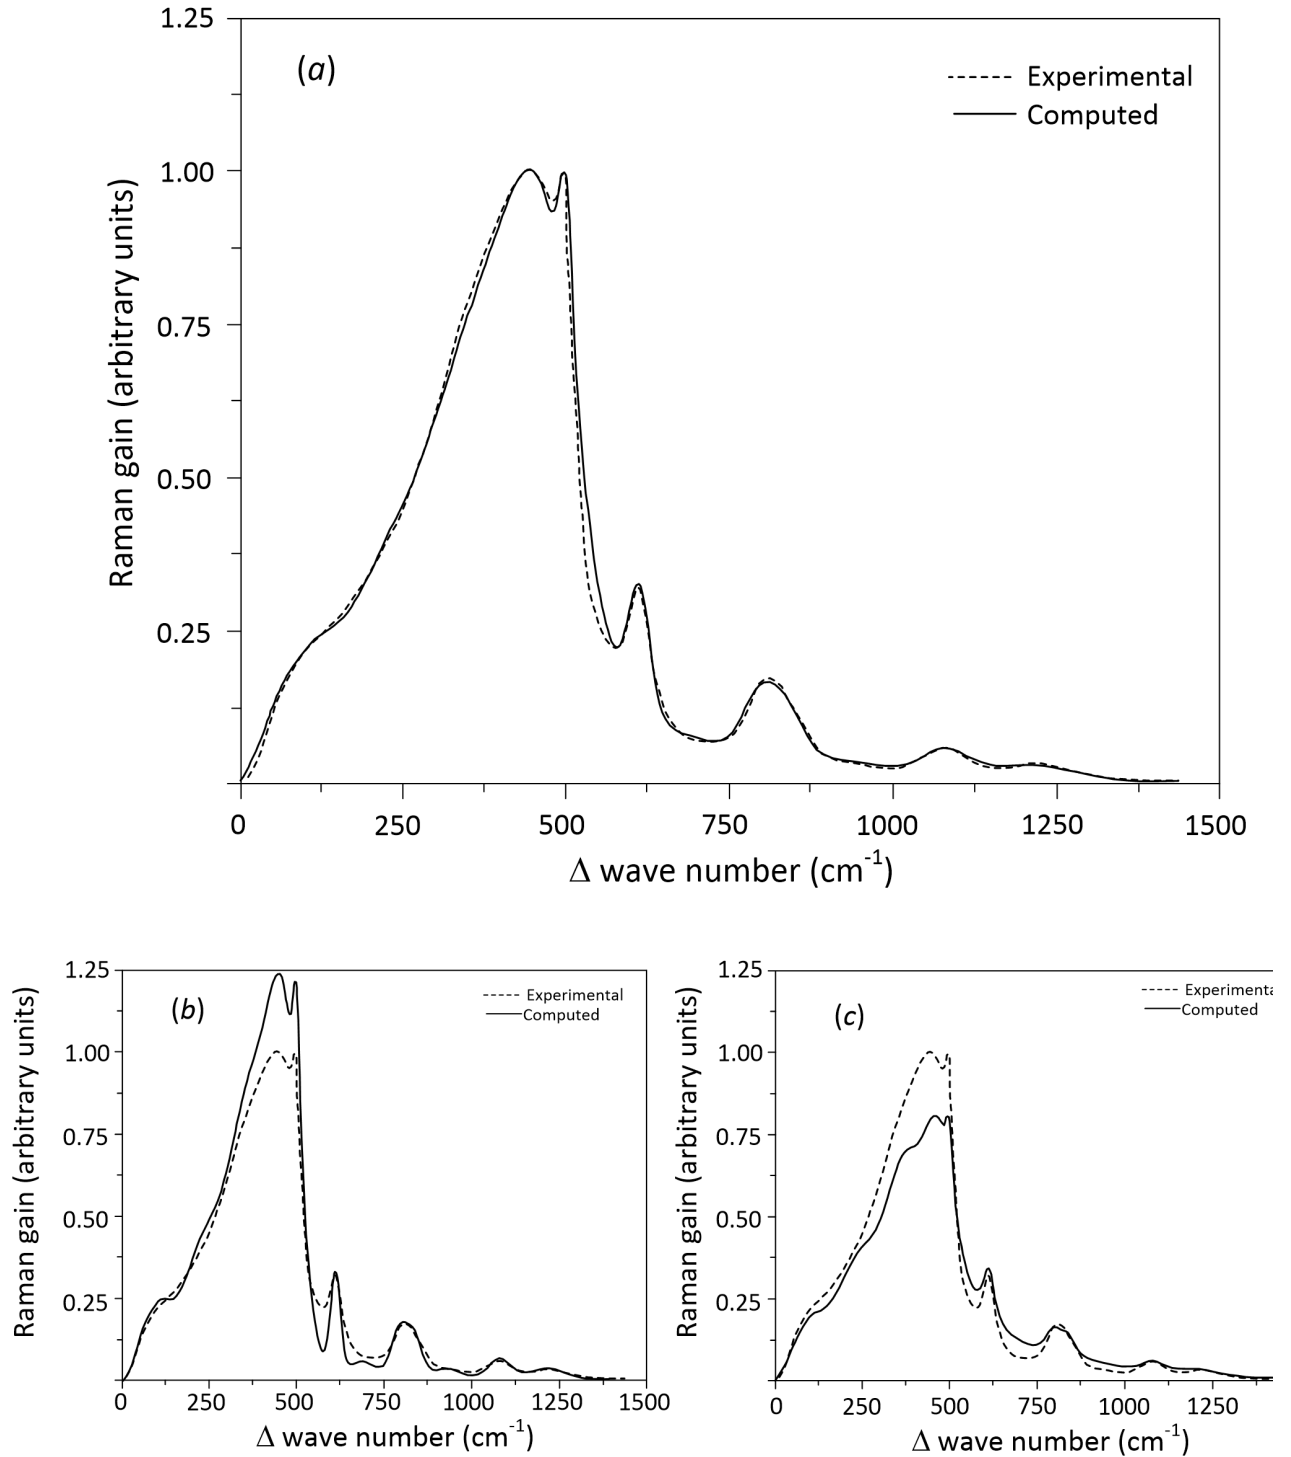 1.25
(a)
Experimental
Computed
1.00
0.75
0.50
0.25
Raman gain (arbitrary units)
0 250 500 750 1000 1250 1500
Δ wave number (cm⁻¹)
1.25
(b)
Experimental
Computed
1.00
0.75
0.50
0.25
Raman gain (arbitrary units)
0 250 500 750 1000 1250 1500
Δ wave number (cm⁻¹)
1.25
(c)
Experimenta
Computed
1.00
0.75
0.50
0.25
Raman gain (arbitrary units)
0 250 500 750 1000 1250
Δ wave number (cm⁻¹)